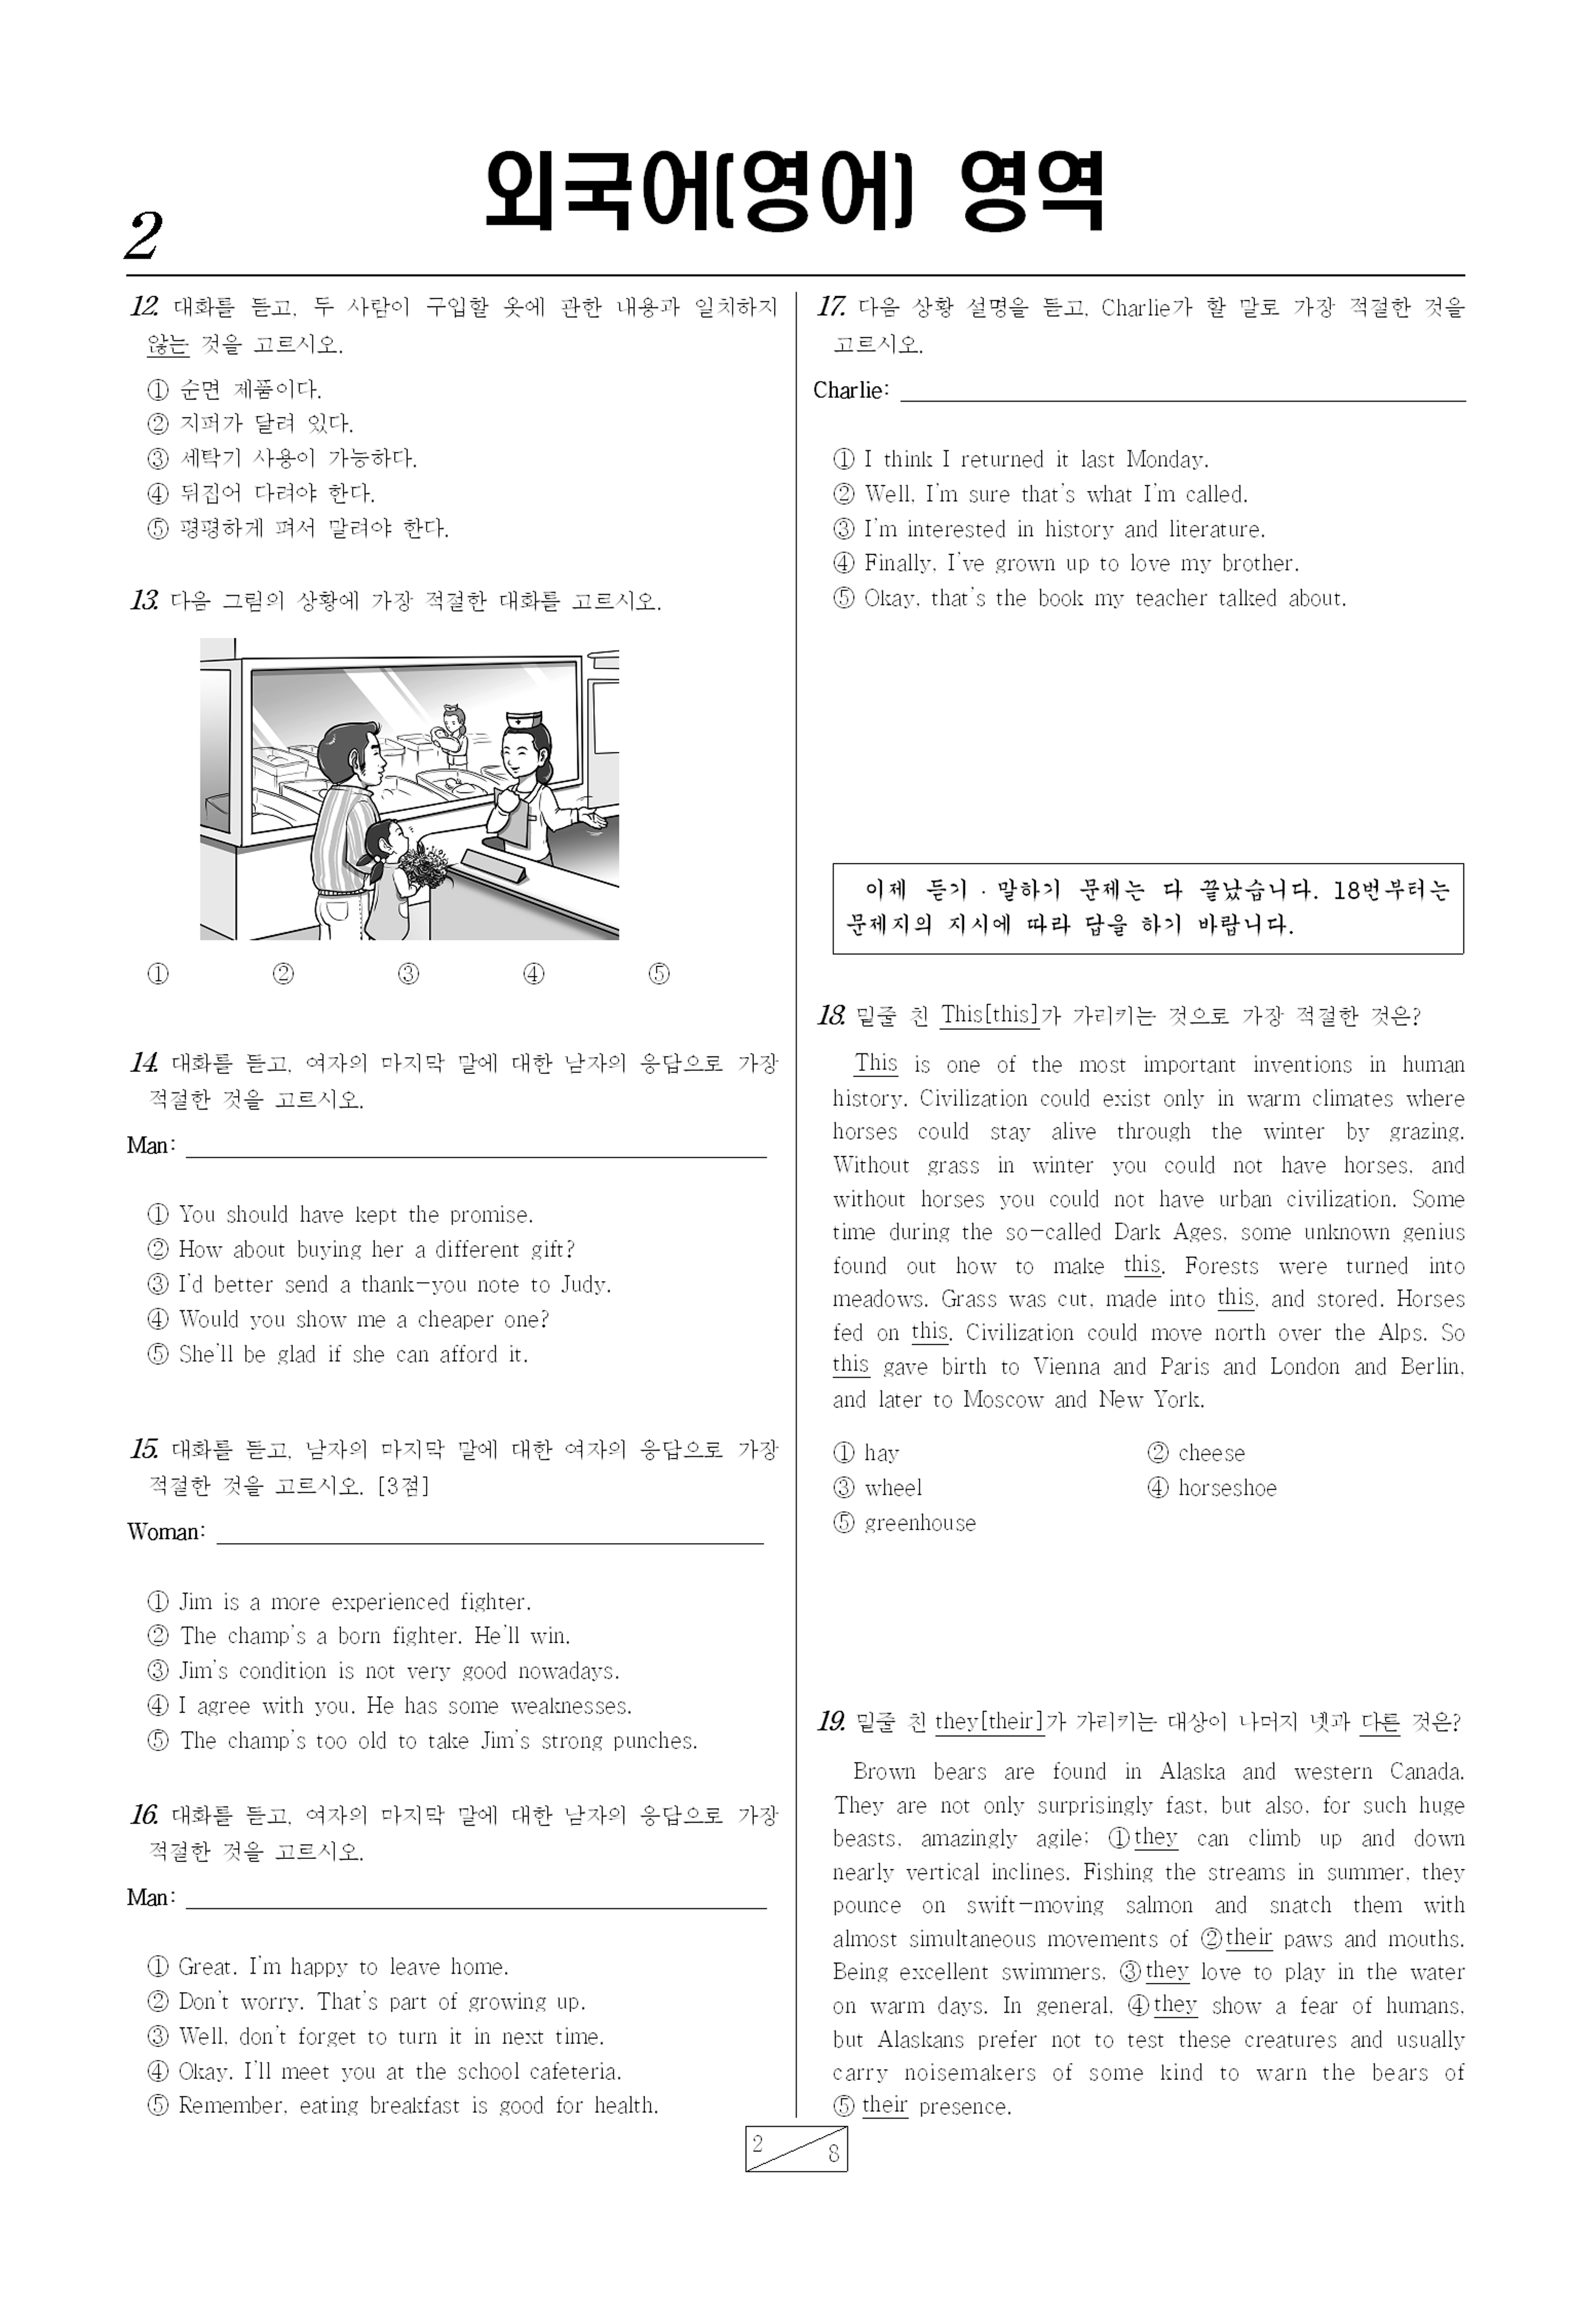 외국어(영어) 영역
2
12. 대화를 듣고, 두 사람이 구입할 옷에 관한 내용과 일치하지
않는 것을 고르시오.
① 순면 제품이다.
② 지퍼가 달려 있다.
③ 세탁기 사용이 가능하다.
④ 뒤집어 다려야 한다.
⑤ 평평하게 펴서 말려야 한다.
13. 다음 그림의 상황에 가장 적절한 대화를 고르시오.
① ② ③ ④ ⑤
14. 대화를 듣고, 여자의 마지막 말에 대한 남자의 응답으로 가장
적절한 것을 고르시오.
Man:
① You should have kept the promise.
② How about buying her a different gift?
③ I'd better send a thank-you note to Judy.
④ Would you show me a cheaper one?
⑤ She'll be glad if she can afford it.
15. 대화를 듣고, 남자의 마지막 말에 대한 여자의 응답으로 가장
적절한 것을 고르시오. [3점]
Woman:
① Jim is a more experienced fighter.
② The champ's a born fighter. He'll win.
③ Jim's condition is not very good nowadays.
④ I agree with you. He has some weaknesses.
⑤ The champ's too old to take Jim's strong punches.
16. 대화를 듣고, 여자의 마지막 말에 대한 남자의 응답으로 가장
적절한 것을 고르시오.
Man:
① Great. I'm happy to leave home.
② Don't worry. That's part of growing up.
③ Well, don't forget to turn it in next time.
④ Okay. I'll meet you at the school cafeteria.
⑤ Remember, eating breakfast is good for health.
17. 다음 상황 설명을 듣고, Charlie가 할 말로 가장 적절한 것을
고르시오.
Charlie:
① I think I returned it last Monday.
② Well, I'm sure that's what I'm called.
③ I'm interested in history and literature.
④ Finally, I've grown up to love my brother.
⑤ Okay, that's the book my teacher talked about.
이제 듣기·말하기 문제는 다 끝났습니다. 18번부터는
문제지의 지시에 따라 답을 하기 바랍니다.
18. 밑줄 친 This[this]가 가리키는 것으로 가장 적절한 것은?
This is one of the most important inventions in human
history. Civilization could exist only in warm climates where
horses could stay alive through the winter by grazing.
Without grass in winter you could not have horses, and
without horses you could not have urban civilization. Some
time during the so-called Dark Ages, some unknown genius
found out how to make this. Forests were turned into
meadows. Grass was cut, made into this, and stored. Horses
fed on this. Civilization could move north over the Alps. So
this gave birth to Vienna and Paris and London and Berlin,
and later to Moscow and New York.
① hay ② cheese
③ wheel ④ horseshoe
⑤ greenhouse
19. 밑줄 친 they[their]가 가리키는 대상이 나머지 넷과 다른 것은?
Brown bears are found in Alaska and western Canada.
They are not only surprisingly fast, but also, for such huge
beasts, amazingly agile; ①they can climb up and down
nearly vertical inclines. Fishing the streams in summer, they
pounce on swift-moving salmon and snatch them with
almost simultaneous movements of ②their paws and mouths.
Being excellent swimmers, ③they love to play in the water
on warm days. In general, ④they show a fear of humans,
but Alaskans prefer not to test these creatures and usually
carry noisemakers of some kind to warn the bears of
⑤ their presence.
2 8